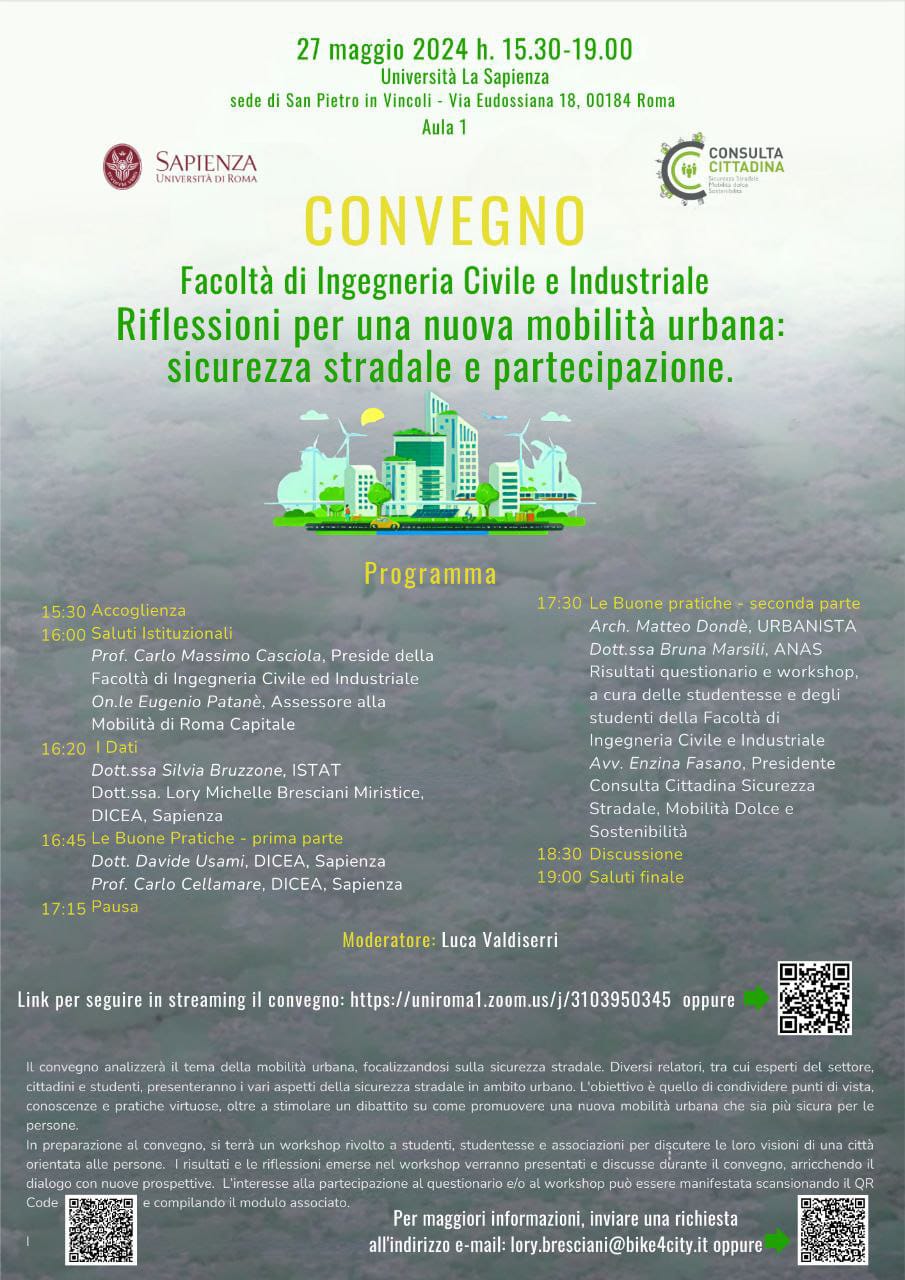 27 maggio 2024 h. 15.30-19.00
Università La Sapienza
sede di San Pietro in Vincoli - Via Eudossiana 18, 00184 Roma
Aula 1
SAPIENZA
UNIVERSITÀ DI ROMA
CONSULTA
CITTADINA
Sicurezza Stradale
Mobilità dolce
Sostenibilità
CONVEGNO
Facoltà di Ingegneria Civile e Industriale
Riflessioni per una nuova mobilità urbana:
sicurezza stradale e partecipazione.
Programma
15:30 Accoglienza
16:00 Saluti Istituzionali
Prof. Carlo Massimo Casciola, Preside della
Facoltà di Ingegneria Civile ed Industriale
On.le Eugenio Patanè, Assessore alla
Mobilità di Roma Capitale
16:20 I Dati
Dott.ssa Silvia Bruzzone, ISTAT
Dott.ssa. Lory Michelle Bresciani Miristice,
DICEA, Sapienza
16:45 Le Buone Pratiche - prima parte
Dott. Davide Usami, DICEA, Sapienza
Prof. Carlo Cellamare, DICEA, Sapienza
17:15 Pausa
17:30 Le Buone pratiche - seconda parte
Arch. Matteo Dondè, URBANISTA
Dott.ssa Bruna Marsili, ANAS
Risultati questionario e workshop,
a cura delle studentesse e degli
studenti della Facoltà di
Ingegneria Civile e Industriale
Avv. Enzina Fasano, Presidente
Consulta Cittadina Sicurezza
Stradale, Mobilità Dolce e
Sostenibilità
18:30 Discussione
19:00 Saluti finale
Moderatore: Luca Valdiserri
Link per seguire in streaming il convegno: https://uniroma1.zoom.us/j/3103950345 oppure
Il convegno analizzerà il tema della mobilità urbana, focalizzandosi sulla sicurezza stradale. Diversi relatori, tra cui esperti del settore,
cittadini e studenti, presenteranno i vari aspetti della sicurezza stradale in ambito urbano. L'obiettivo è quello di condividere punti di vista,
conoscenze e pratiche virtuose, oltre a stimolare un dibattito su come promuovere una nuova mobilità urbana che sia più sicura per le
persone.
In preparazione al convegno, si terrà un workshop rivolto a studenti, studentesse e associazioni per discutere le loro visioni di una città
orientata alle persone. I risultati e le riflessioni emerse nel workshop verranno presentati e discusse durante il convegno, arricchendo il
dialogo con nuove prospettive. L'interesse alla partecipazione al questionario e/o al workshop può essere manifestata scansionando il QR
Code e compilando il modulo associato.
Per maggiori informazioni, inviare una richiesta
all'indirizzo e-mail: lory.bresciani@bike4city.it oppure